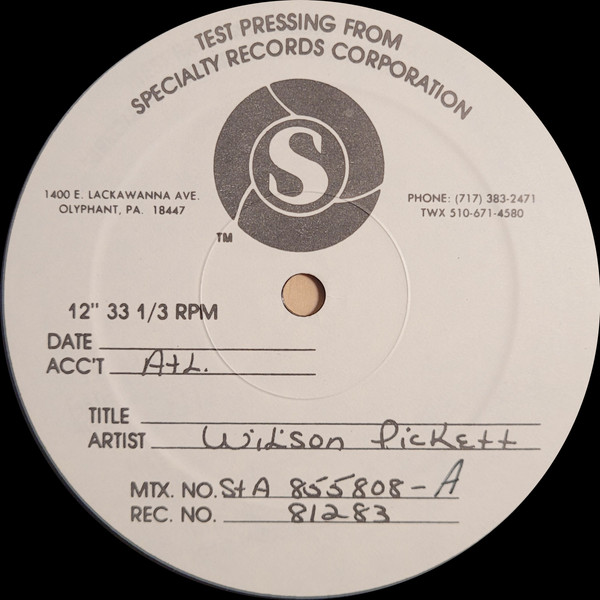 TEST PRESSING FROM
SPECIALTY RECORDS CORPORATION
S
TM
1400 E. LACKAWANNA AVE.
OLYPHANT, PA. 18447
PHONE: (717) 383-2471
TWX 510-671-4580
12" 33 1/3 RPM
DATE
ACC'T AtL.
TITLE
ARTIST Wilson Pickett
MTX. NO. StA 855808-A
REC. NO. 81283